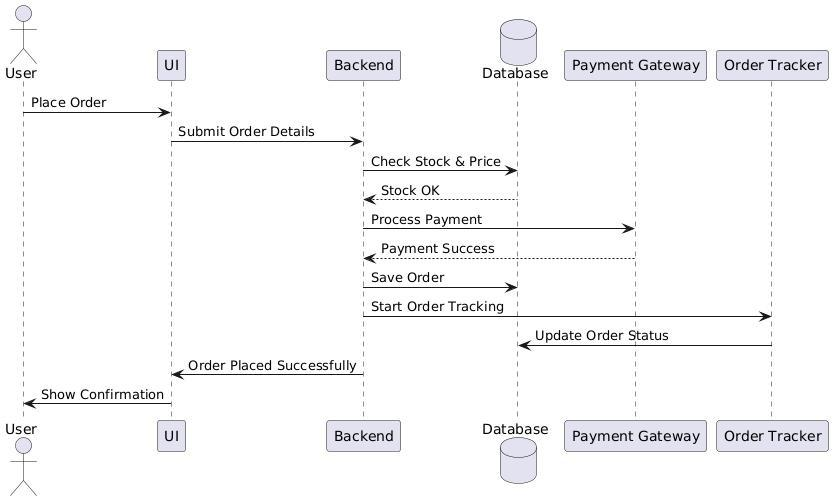 User
UI
Backend
Database
Payment Gateway
Order Tracker
Place Order
Submit Order Details
Check Stock & Price
Stock OK
Process Payment
Payment Success
Save Order
Start Order Tracking
Update Order Status
Order Placed Successfully
Show Confirmation
User
UI
Backend
Database
Payment Gateway
Order Tracker